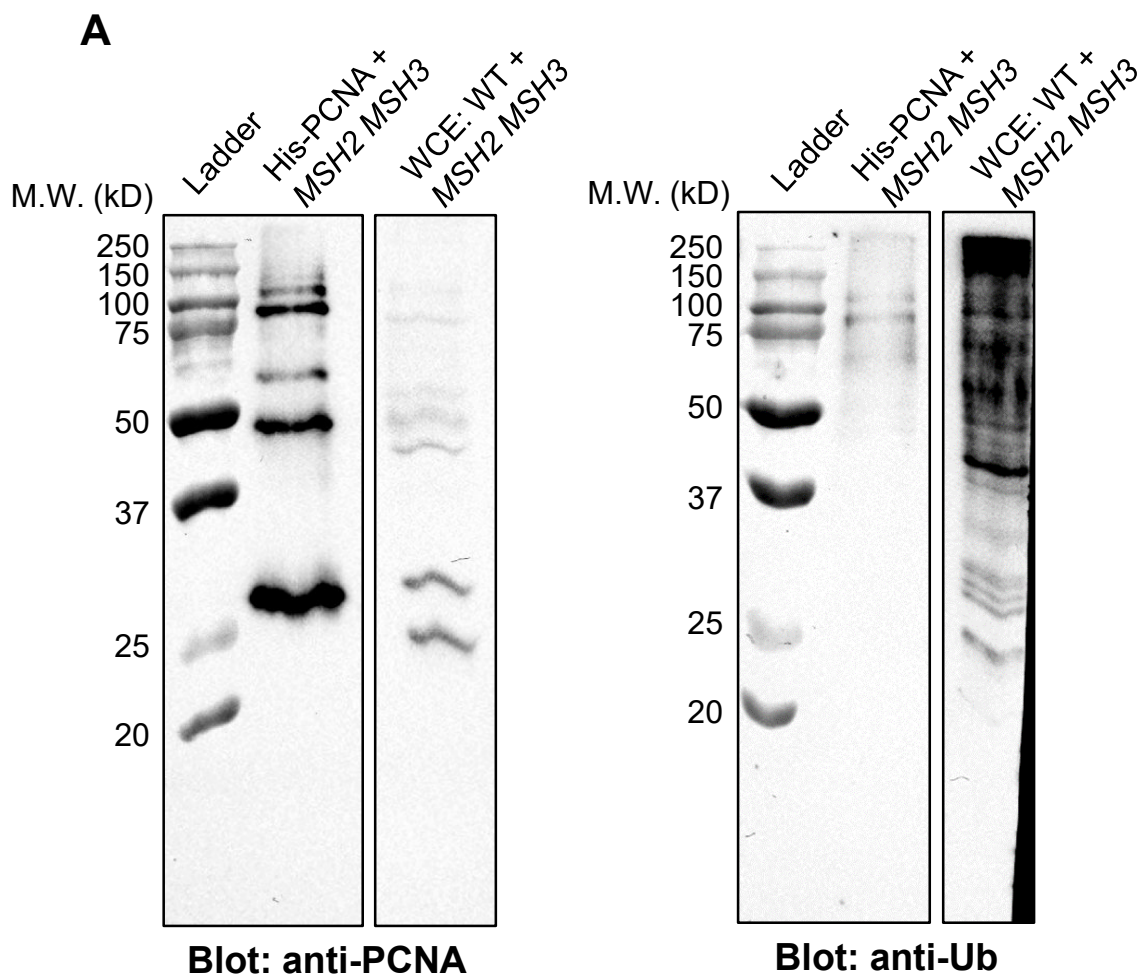 A
Ladder
His-PCNA +
MSH2 MSH3
WCE: WT +
MSH2 MSH3
M.W. (kD)
250
150
100
75
50
37
25
20
Blot: anti-PCNA
Ladder
His-PCNA +
MSH2 MSH3
WCE: WT +
MSH2 MSH3
M.W. (kD)
250
150
100
75
50
37
25
20
Blot: anti-Ub